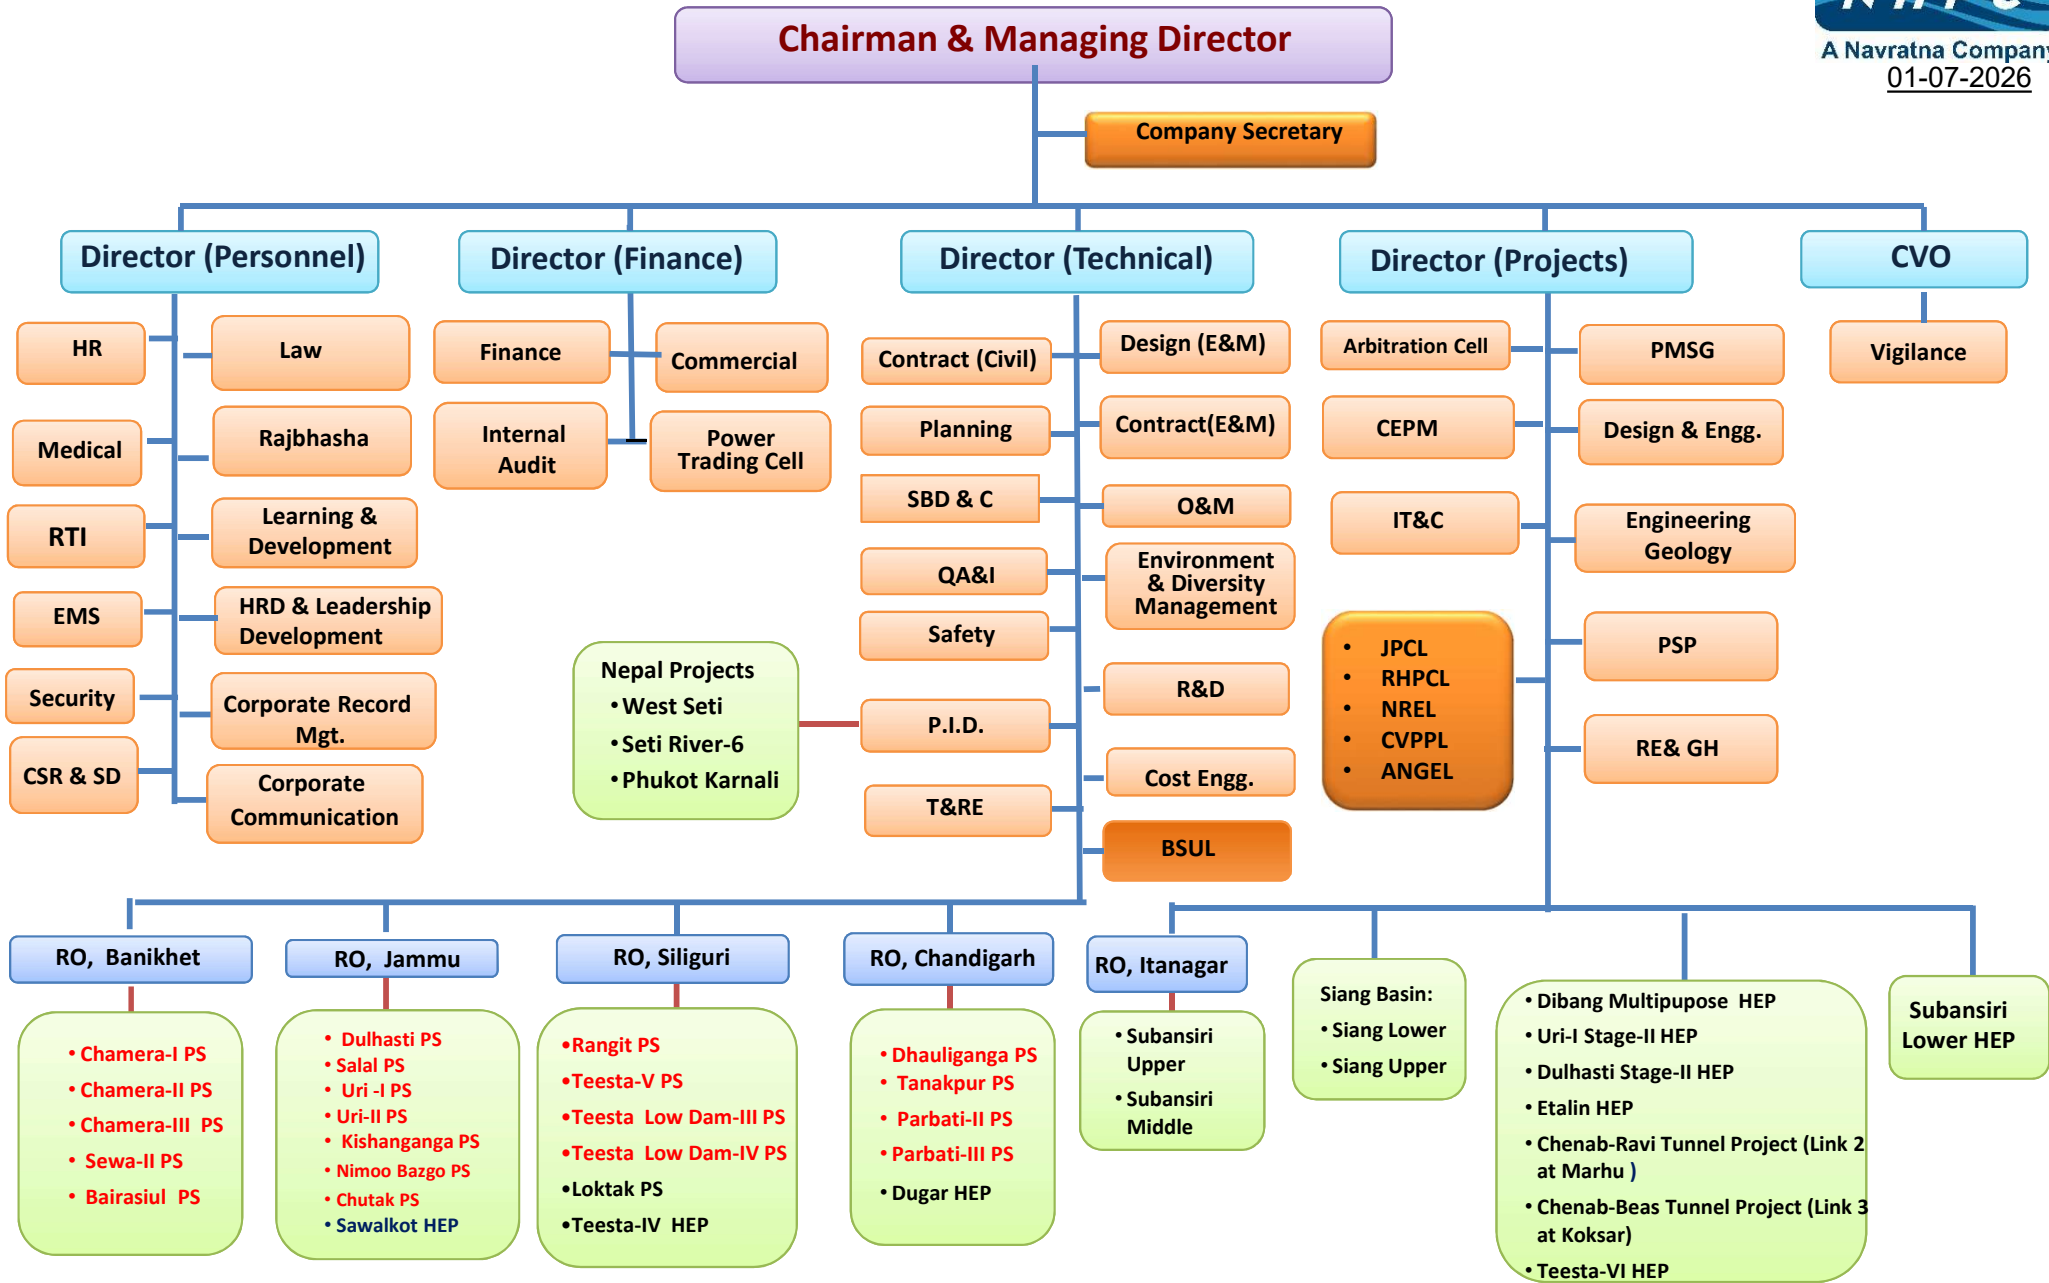 Chairman & Managing Director
A Navratna Company
01-07-2026
Company Secretary
Director (Personnel)
Director (Finance)
Director (Technical)
Director (Projects)
CVO
HR
Law
Medical
Rajbhasha
RTI
Learning &
Development
EMS
HRD & Leadership
Development
Security
Corporate Record
Mgt.
CSR & SD
Corporate
Communication
Finance
Commercial
Internal
Audit
Power
Trading Cell
Contract (Civil)
Design (E&M)
Planning
Contract(E&M)
SBD & C
O&M
QA&I
Environment
& Diversity
Management
Safety
R&D
P.I.D.
Nepal Projects
• West Seti
• Seti River-6
• Phukot Karnali
Cost Engg.
T&RE
BSUL
Arbitration Cell
PMSG
CEPM
Design & Engg.
IT&C
Engineering
Geology
• JPCL
• RHPCL
• NREL
• CVPPL
• ANGEL
PSP
RE& GH
Vigilance
RO, Banikhet
• Chamera-I PS
• Chamera-II PS
• Chamera-III PS
• Sewa-II PS
• Bairasiul PS
RO, Jammu
• Dulhasti PS
• Salal PS
• Uri -I PS
• Uri-II PS
• Kishanganga PS
• Nimoo Bazgo PS
• Chutak PS
• Sawalkot HEP
RO, Siliguri
• Rangit PS
• Teesta-V PS
• Teesta Low Dam-III PS
• Teesta Low Dam-IV PS
• Loktak PS
• Teesta-IV HEP
RO, Chandigarh
• Dhauliganga PS
• Tanakpur PS
• Parbati-II PS
• Parbati-III PS
• Dugar HEP
RO, Itanagar
• Subansiri
Upper
• Subansiri
Middle
Siang Basin:
• Siang Lower
• Siang Upper
• Dibang Multipupose HEP
• Uri-I Stage-II HEP
• Dulhasti Stage-II HEP
• Etalin HEP
• Chenab-Ravi Tunnel Project (Link 2
at Marhu )
• Chenab-Beas Tunnel Project (Link 3
at Koksar)
• Teesta-VI HEP
Subansiri
Lower HEP